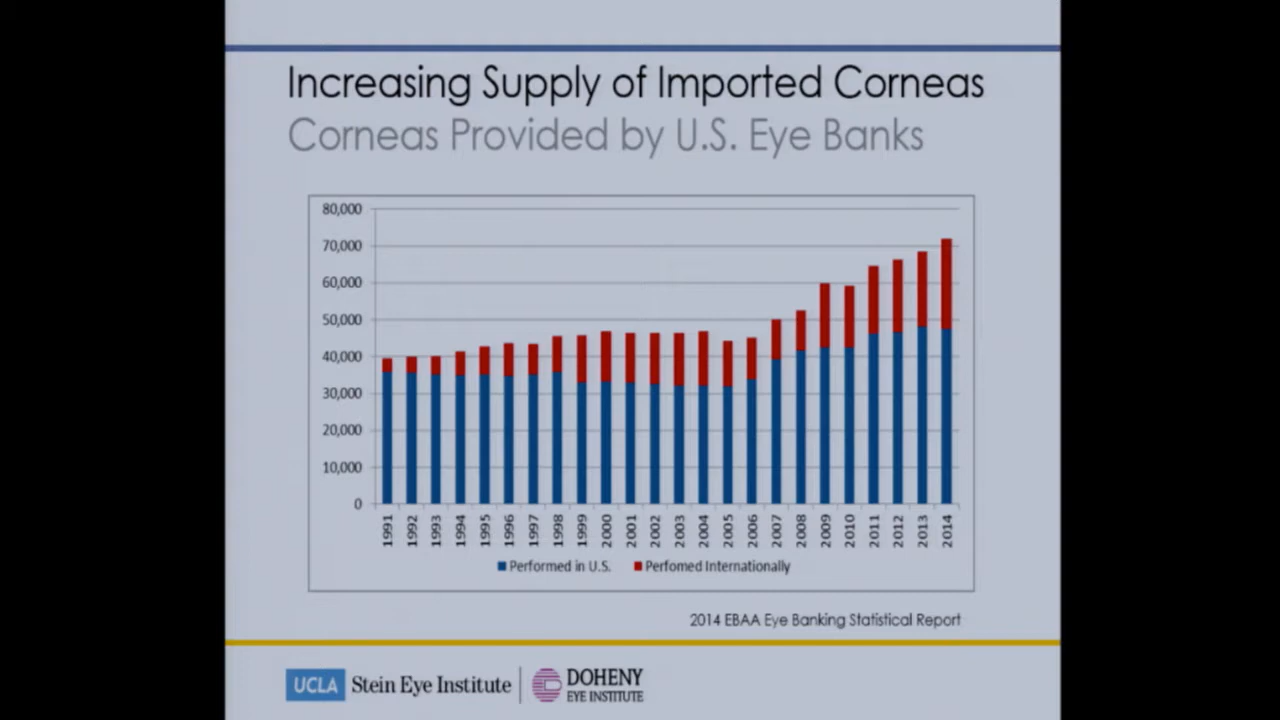 Increasing Supply of Imported Corneas
Corneas Provided by U.S. Eye Banks
80,000
70,000
60,000
50,000
40,000
30,000
20,000
10,000
0
1991 1992 1993 1994 1995 1996 1997 1998 1999 2000 2001 2002 2003 2004 2005 2006 2007 2008 2009 2010 2011 2012 2013 2014
Performed in U.S. Perfomed Internationally
2014 EBAA Eye Banking Statistical Report
UCLA Stein Eye Institute DOHENY
EYE INSTITUTE